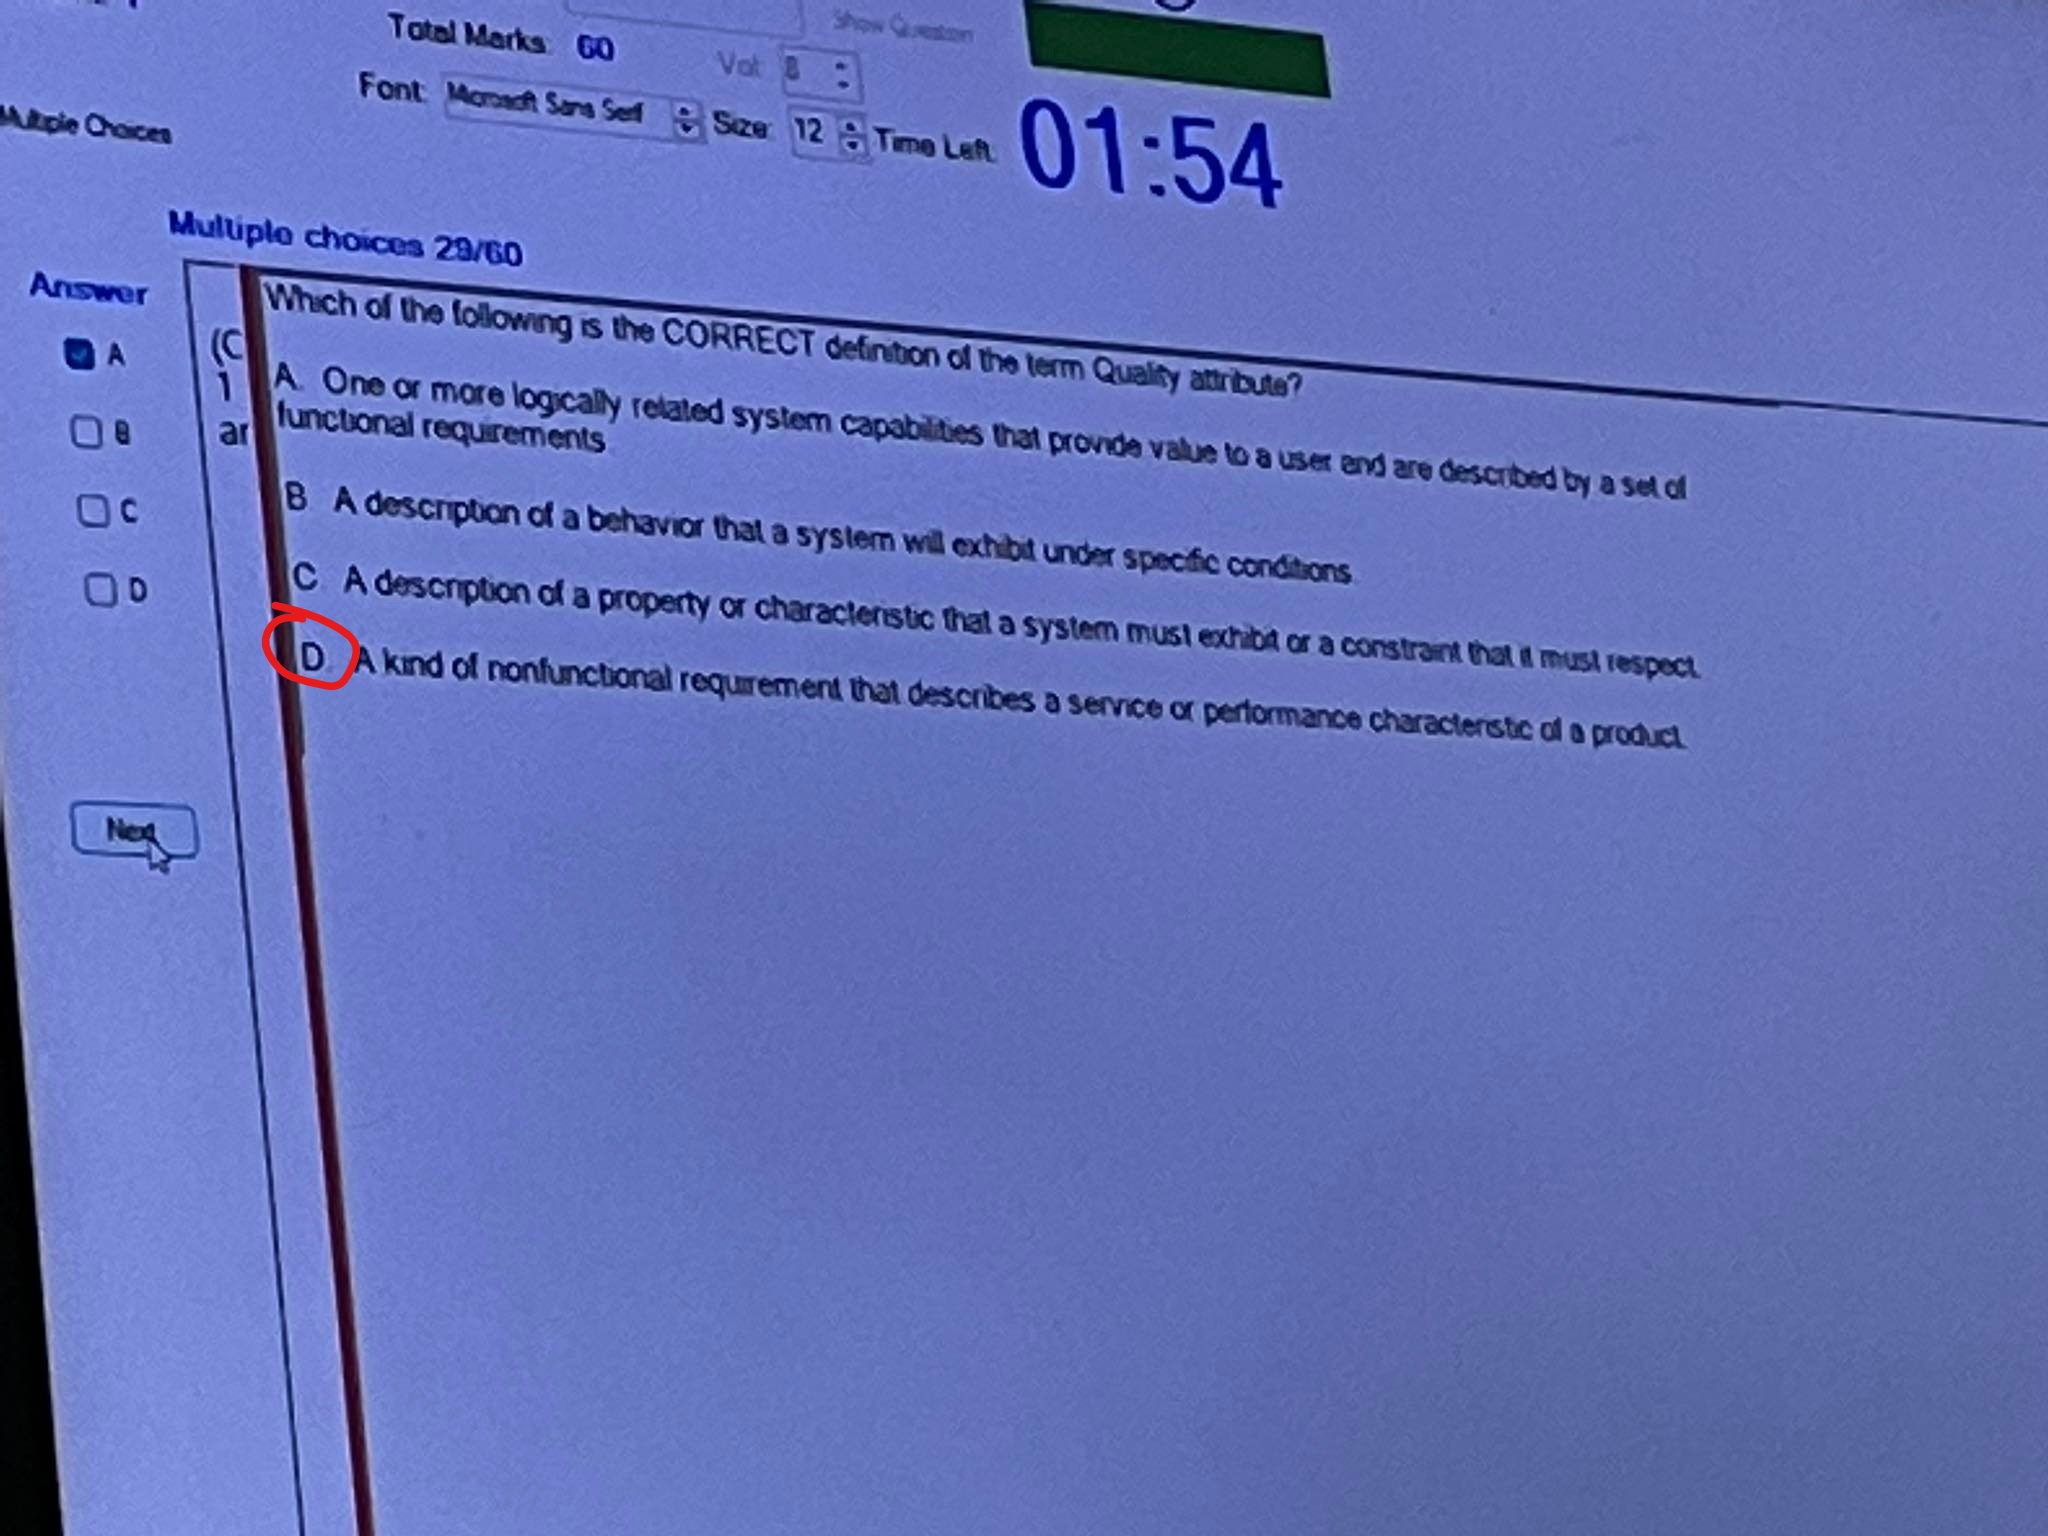 Show Question
Total Marks 60
Vol 8
Font: Microsoft Sans Serif Size: 12 Time Left: 01:54
Multiple Choices
Multiple choices 29/60
Answer
A
B
C
D
Next
(C
1
ar
Which of the following is the CORRECT definition of the term Quality attribute?
A. One or more logically related system capabilities that provide value to a user and are described by a set of
functional requirements
B A description of a behavior that a system will exhibit under specific conditions.
C A description of a property or characteristic that a system must exhibit or a constraint that it must respect.
D A kind of nonfunctional requirement that describes a service or performance characteristic of a product.